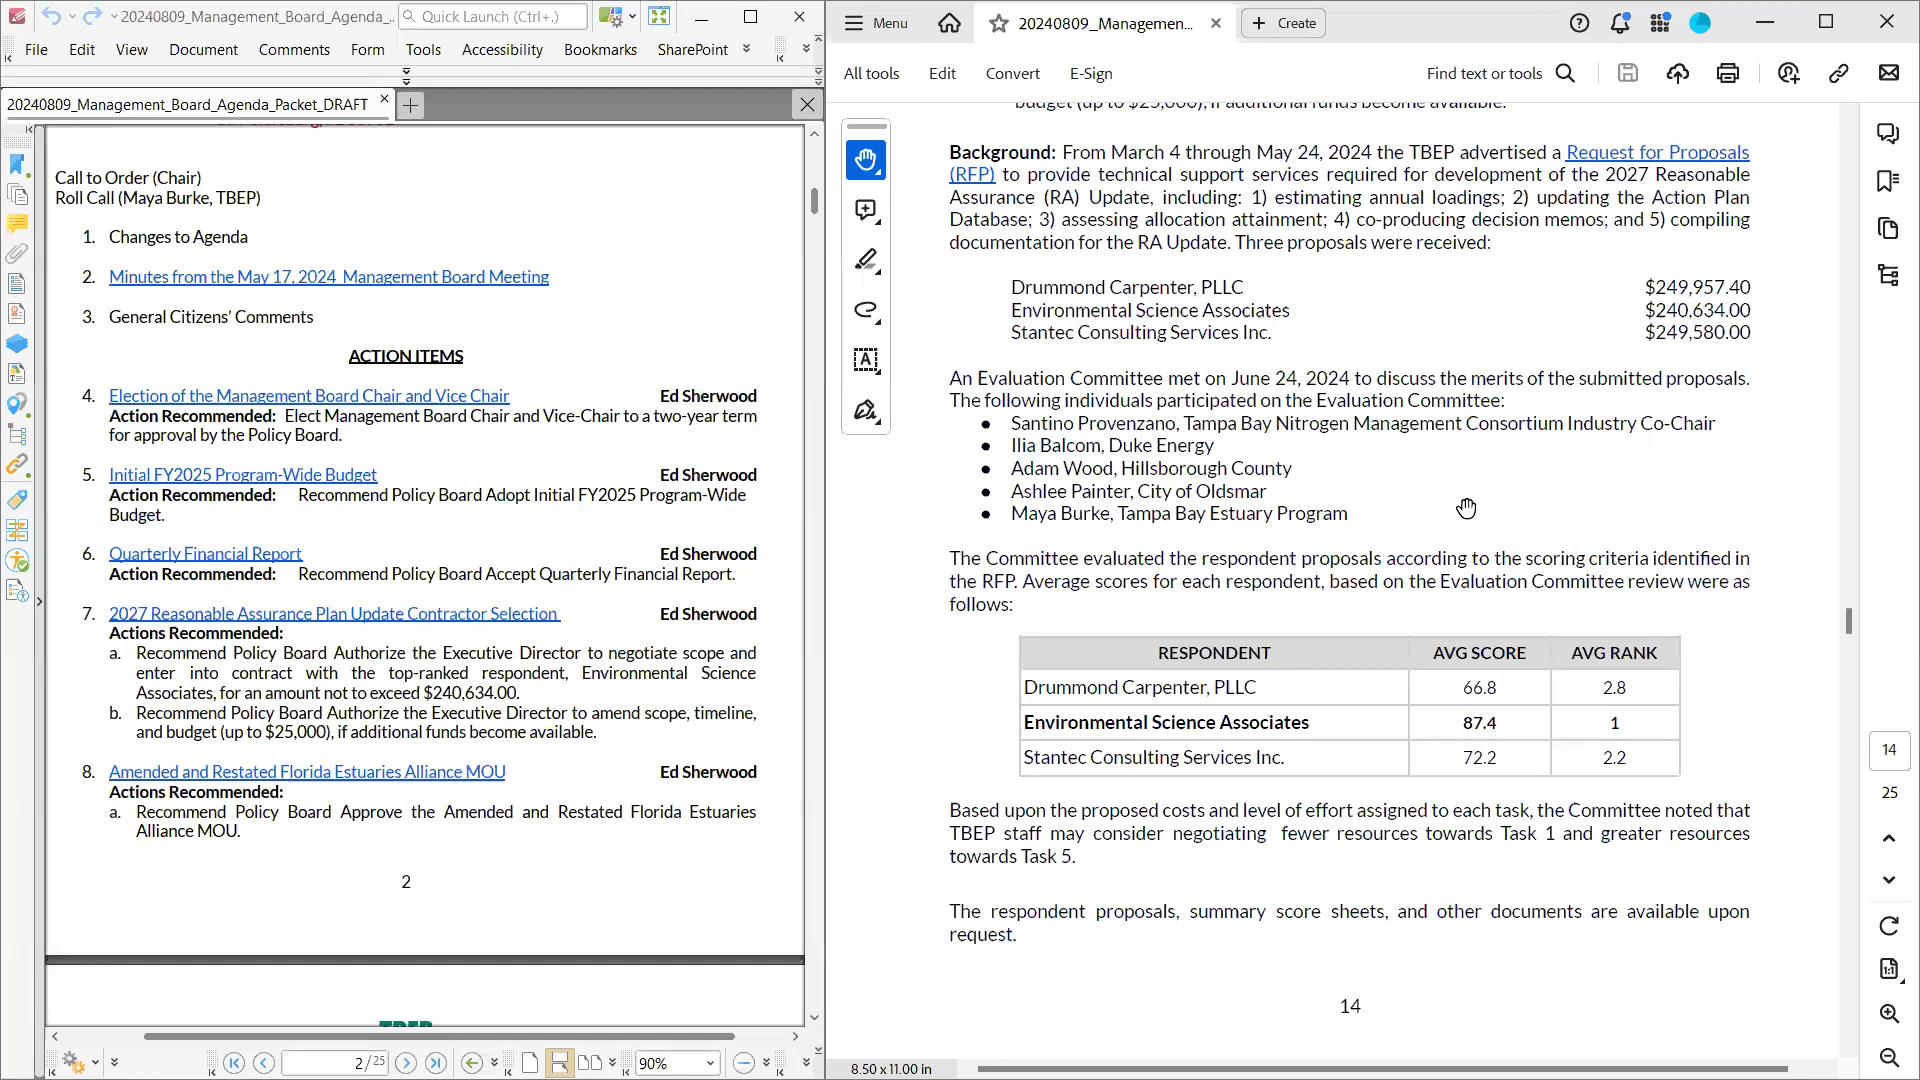 20240809_Management_Board_Agenda_...
Quick Launch (Ctrl+.)
File Edit View Document Comments Form Tools Accessibility Bookmarks SharePoint
20240809_Management_Board_Agenda_Packet_DRAFT
Call to Order (Chair)
Roll Call (Maya Burke, TBEP)
1. Changes to Agenda
2. Minutes from the May 17, 2024 Management Board Meeting
3. General Citizens’ Comments
ACTION ITEMS
4. Election of the Management Board Chair and Vice Chair Ed Sherwood
Action Recommended: Elect Management Board Chair and Vice-Chair to a two-year term
for approval by the Policy Board.
5. Initial FY2025 Program-Wide Budget Ed Sherwood
Action Recommended: Recommend Policy Board Adopt Initial FY2025 Program-Wide
Budget.
6. Quarterly Financial Report Ed Sherwood
Action Recommended: Recommend Policy Board Accept Quarterly Financial Report.
7. 2027 Reasonable Assurance Plan Update Contractor Selection Ed Sherwood
Actions Recommended:
a. Recommend Policy Board Authorize the Executive Director to negotiate scope and
enter into contract with the top-ranked respondent, Environmental Science
Associates, for an amount not to exceed $240,634.00.
b. Recommend Policy Board Authorize the Executive Director to amend scope, timeline,
and budget (up to $25,000), if additional funds become available.
8. Amended and Restated Florida Estuaries Alliance MOU Ed Sherwood
Actions Recommended:
a. Recommend Policy Board Approve the Amended and Restated Florida Estuaries
Alliance MOU.
2
TBEP
2 / 25
90%
Menu
20240809_Managemen...
Create
All tools Edit Convert E-Sign
Find text or tools
budget (up to $25,000), if additional funds become available.
Background: From March 4 through May 24, 2024 the TBEP advertised a Request for Proposals
(RFP) to provide technical support services required for development of the 2027 Reasonable
Assurance (RA) Update, including: 1) estimating annual loadings; 2) updating the Action Plan
Database; 3) assessing allocation attainment; 4) co-producing decision memos; and 5) compiling
documentation for the RA Update. Three proposals were received:
Drummond Carpenter, PLLC $249,957.40
Environmental Science Associates $240,634.00
Stantec Consulting Services Inc. $249,580.00
An Evaluation Committee met on June 24, 2024 to discuss the merits of the submitted proposals.
The following individuals participated on the Evaluation Committee:
● Santino Provenzano, Tampa Bay Nitrogen Management Consortium Industry Co-Chair
● Ilia Balcom, Duke Energy
● Adam Wood, Hillsborough County
● Ashlee Painter, City of Oldsmar
● Maya Burke, Tampa Bay Estuary Program
The Committee evaluated the respondent proposals according to the scoring criteria identified in
the RFP. Average scores for each respondent, based on the Evaluation Committee review were as
follows:
RESPONDENT AVG SCORE AVG RANK
Drummond Carpenter, PLLC 66.8 2.8
Environmental Science Associates 87.4 1
Stantec Consulting Services Inc. 72.2 2.2
Based upon the proposed costs and level of effort assigned to each task, the Committee noted that
TBEP staff may consider negotiating fewer resources towards Task 1 and greater resources
towards Task 5.
The respondent proposals, summary score sheets, and other documents are available upon
request.
14
14
25
8.50 x 11.00 in